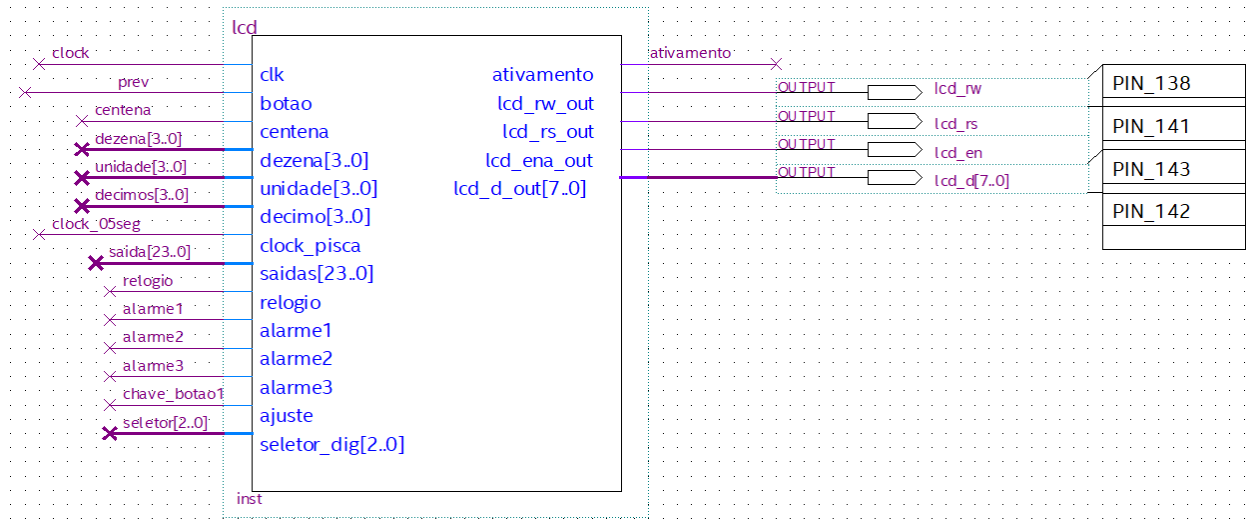 lcd
clock
prev
centena
dezena[3..0]
unidade[3..0]
decimos[3..0]
clock_05seg
saida[23..0]
relogio
alarme1
alarme2
alarme3
chave_botao1
seletor[2..0]
clk
botao
centena
dezena[3..0]
unidade[3..0]
decimo[3..0]
clock_pisca
saidas[23..0]
relogio
alarme1
alarme2
alarme3
ajuste
seletor_dig[2..0]
ativamento
lcd_rw_out
lcd_rs_out
lcd_ena_out
lcd_d_out[7..0]
inst
ativamento
OUTPUT lcd_rw
OUTPUT lcd_rs
OUTPUT lcd_en
OUTPUT lcd_d[7..0]
PIN_138
PIN_141
PIN_143
PIN_142